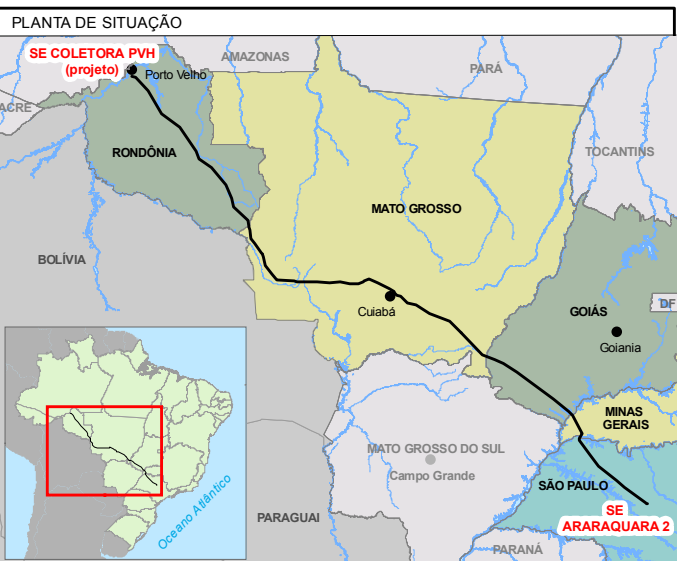 PLANTA DE SITUAÇÃO
SE COLETORA PVH
(projeto)
Porto Velho
AMAZONAS
PARÁ
ACRE
RONDÔNIA
TOCANTINS
MATO GROSSO
BOLÍVIA
Cuiabá
GOIÁS
DF
Goiania
MINAS
GERAIS
MATO GROSSO DO SUL
Campo Grande
SÃO PAULO
SE
ARARAQUARA 2
PARAGUAI
PARANÁ
Oceano Atlântico